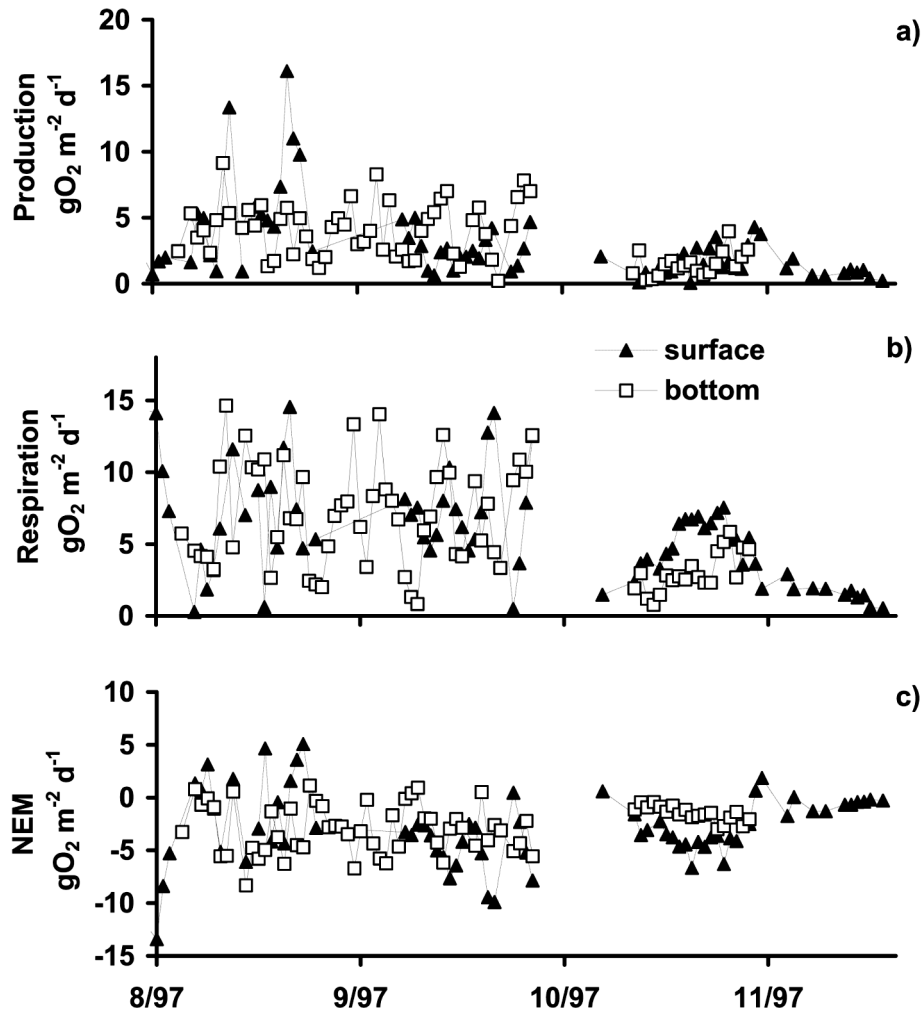 a)
20
15
10
5
0
Production
gO₂ m⁻² d⁻¹
surface
bottom
b)
15
10
5
0
Respiration
gO₂ m⁻² d⁻¹
c)
10
5
0
-5
-10
-15
NEM
gO₂ m⁻² d⁻¹
8/97 9/97 10/97 11/97